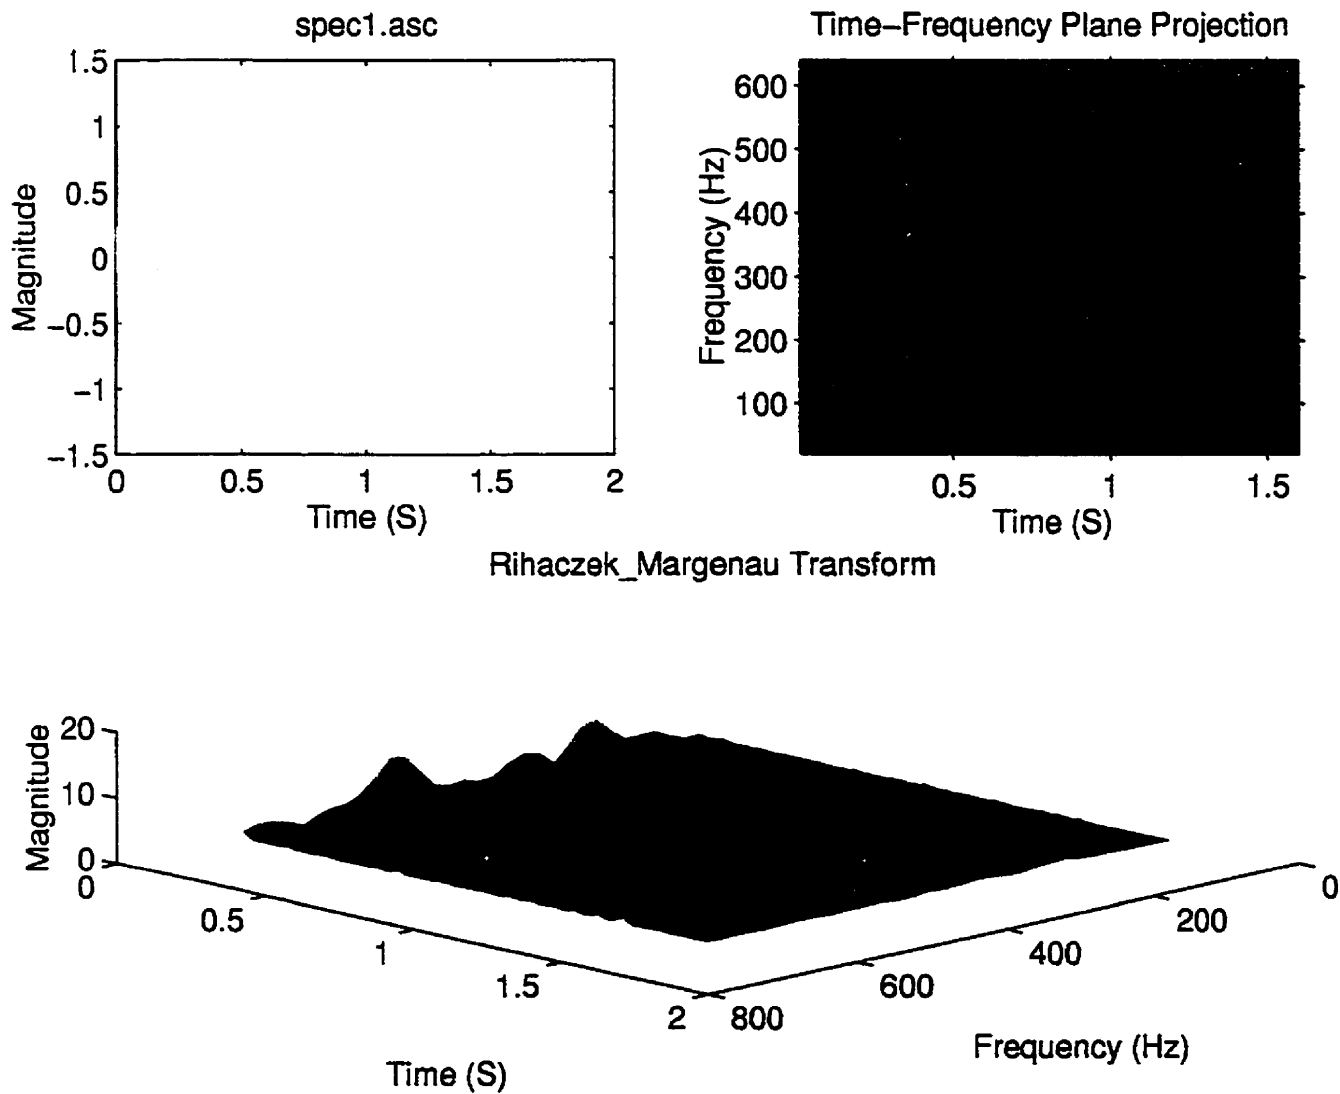 spec1.asc
1.5
1
0.5
0
−0.5
−1
−1.5
Magnitude
0 0.5 1 1.5 2
Time (S)
Time−Frequency Plane Projection
600
500
400
300
200
100
Frequency (Hz)
0.5 1 1.5
Time (S)
Rihaczek_Margenau Transform
20
10
0
Magnitude
0
0.5
1
1.5
2
Time (S)
800
600
400
200
0
Frequency (Hz)